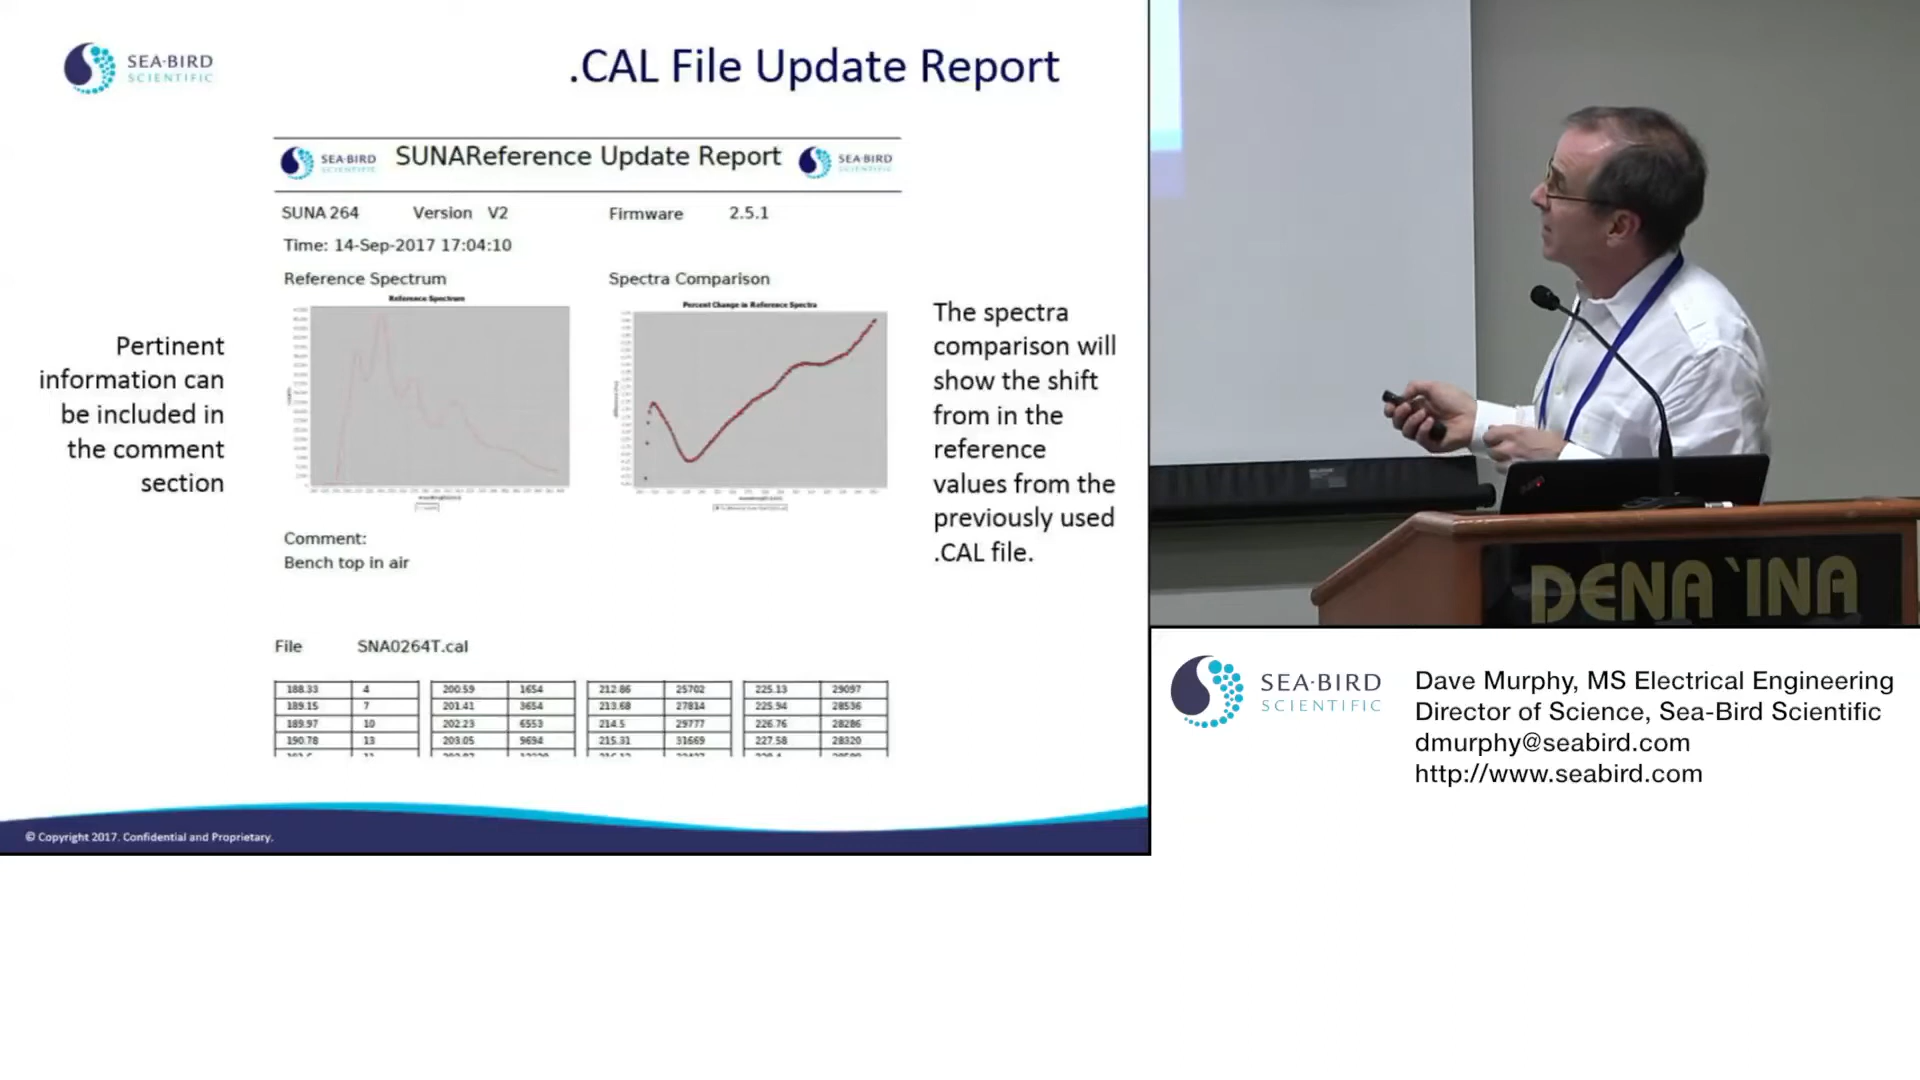 SEA·BIRD
SCIENTIFIC
.CAL File Update Report
SEA·BIRD
SCIENTIFIC
SUNAReference Update Report
SEA·BIRD
SCIENTIFIC
SUNA 264 Version V2 Firmware 2.5.1
Time: 14-Sep-2017 17:04:10
Reference Spectrum
Spectra Comparison
Reference Spectrum
Percent Change in Reference Spectra
Pertinent
information can
be included in
the comment
section
The spectra
comparison will
show the shift
from in the
reference
values from the
previously used
.CAL file.
Comment:
Bench top in air
File SNA0264T.cal
188.33 4 200.59 1654 212.86 25702 225.13 29097
189.15 7 201.41 3654 213.68 27814 225.94 28536
189.97 10 202.23 6553 214.5 29777 226.76 28286
190.78 13 203.05 9694 215.31 31669 227.58 28320
© Copyright 2017. Confidential and Proprietary.
DENA'INA
SEA·BIRD
SCIENTIFIC
Dave Murphy, MS Electrical Engineering
Director of Science, Sea-Bird Scientific
dmurphy@seabird.com
http://www.seabird.com